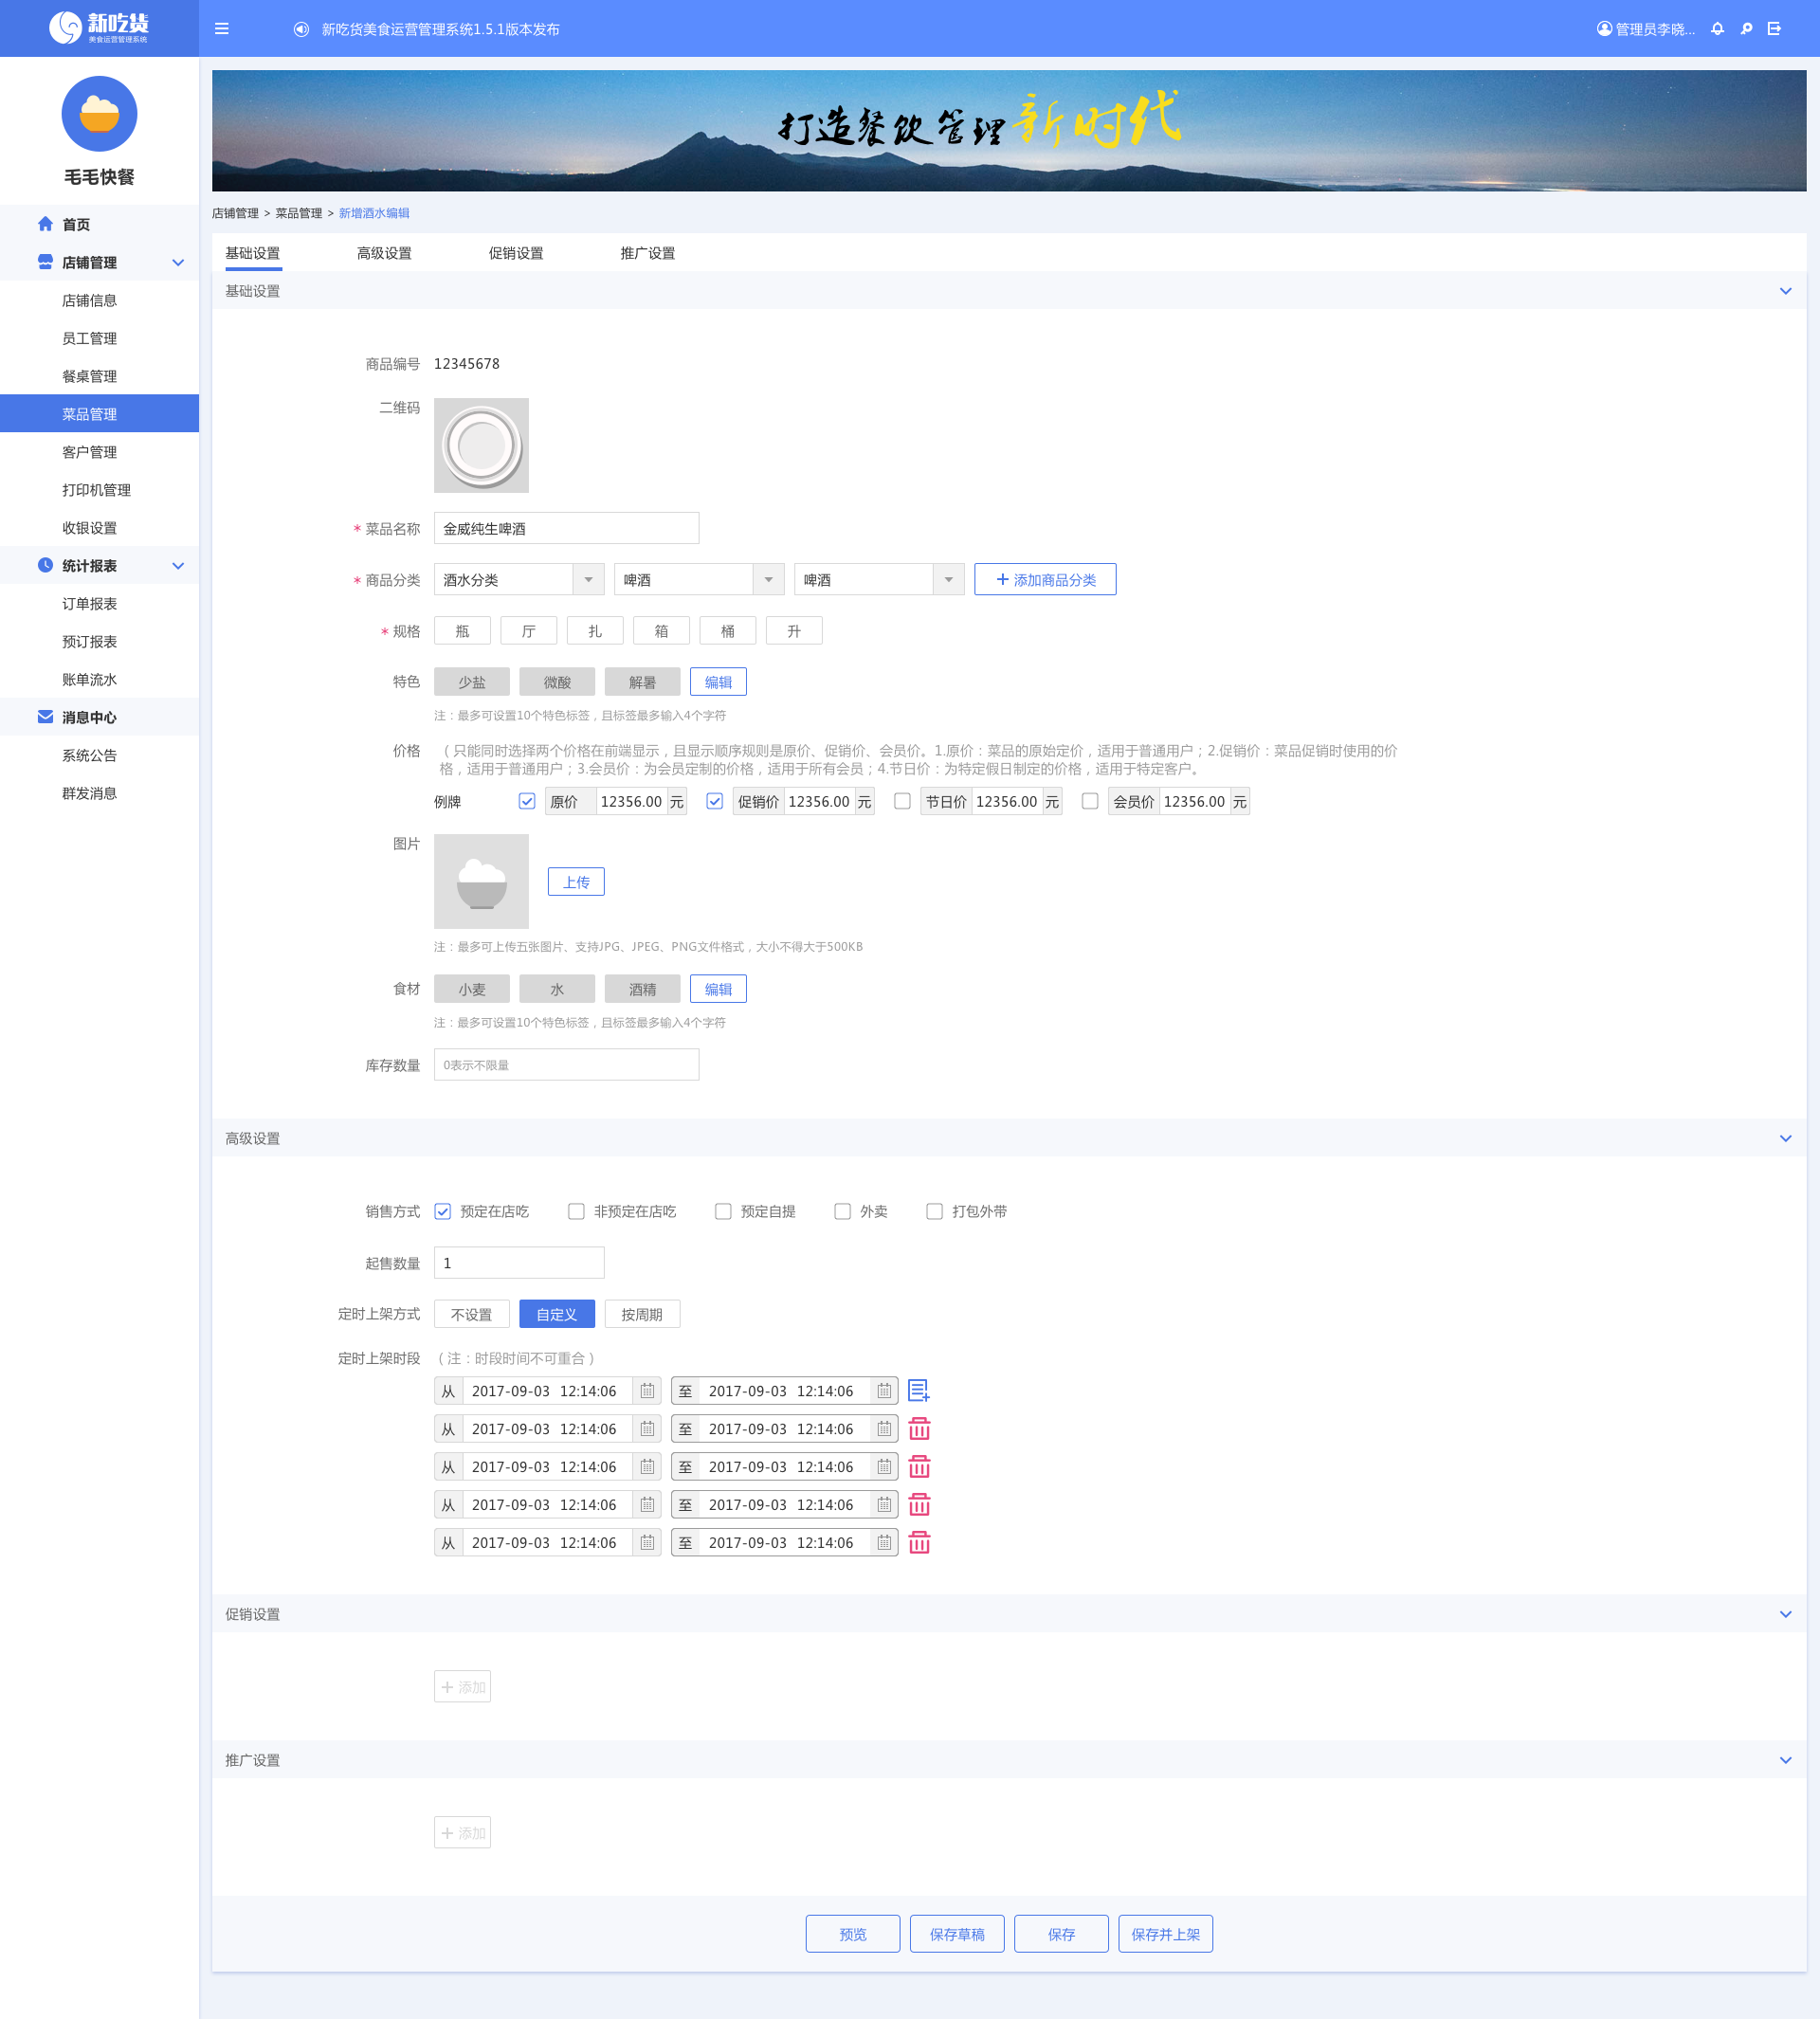 新吃货
美食运营管理系统
新吃货美食运营管理系统1.5.1版本发布
管理员李晓...
毛毛快餐
首页
店铺管理
店铺信息
员工管理
餐桌管理
菜品管理
客户管理
打印机管理
收银设置
统计报表
订单报表
预订报表
账单流水
消息中心
系统公告
群发消息
打造餐饮管理新时代
店铺管理 > 菜品管理 > 新增酒水编辑
基础设置 高级设置 促销设置 推广设置
基础设置
商品编号 12345678
二维码
* 菜品名称 金威纯生啤酒
* 商品分类 酒水分类 啤酒 啤酒 + 添加商品分类
* 规格 瓶 厅 扎 箱 桶 升
特色 少盐 微酸 解暑 编辑
注：最多可设置10个特色标签，且标签最多输入4个字符
价格 （只能同时选择两个价格在前端显示，且显示顺序规则是原价、促销价、会员价。1.原价：菜品的原始定价，适用于普通用户；2.促销价：菜品促销时使用的价
格，适用于普通用户；3.会员价：为会员定制的价格，适用于所有会员；4.节日价：为特定假日制定的价格，适用于特定客户。
例牌 原价 12356.00 元 促销价 12356.00 元 节日价 12356.00 元 会员价 12356.00 元
图片
上传
注：最多可上传五张图片、支持JPG、JPEG、PNG文件格式，大小不得大于500KB
食材 小麦 水 酒精 编辑
注：最多可设置10个特色标签，且标签最多输入4个字符
库存数量 0表示不限量
高级设置
销售方式 预定在店吃 非预定在店吃 预定自提 外卖 打包外带
起售数量 1
定时上架方式 不设置 自定义 按周期
定时上架时段 （注：时段时间不可重合）
从 2017-09-03 12:14:06 至 2017-09-03 12:14:06
从 2017-09-03 12:14:06 至 2017-09-03 12:14:06
从 2017-09-03 12:14:06 至 2017-09-03 12:14:06
从 2017-09-03 12:14:06 至 2017-09-03 12:14:06
从 2017-09-03 12:14:06 至 2017-09-03 12:14:06
促销设置
+ 添加
推广设置
+ 添加
预览 保存草稿 保存 保存并上架